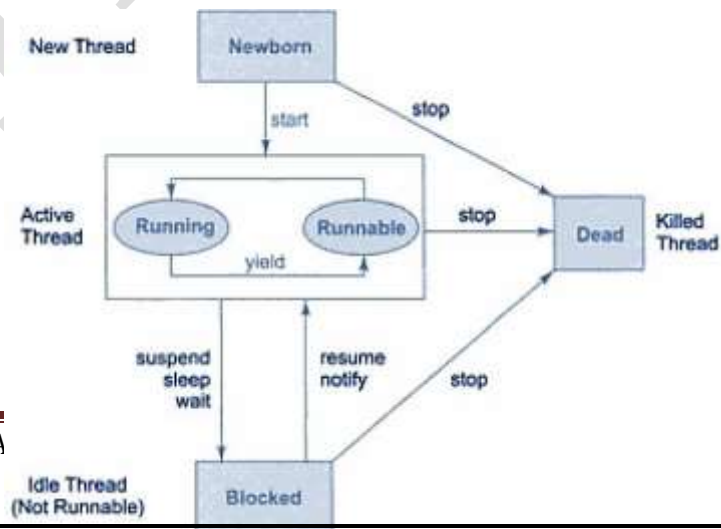 New Thread
Newborn
start
stop
Active
Thread
Running
Runnable
yield
stop
Dead
Killed
Thread
suspend
sleep
wait
resume
notify
stop
A
Idle Thread
(Not Runnable)
Blocked